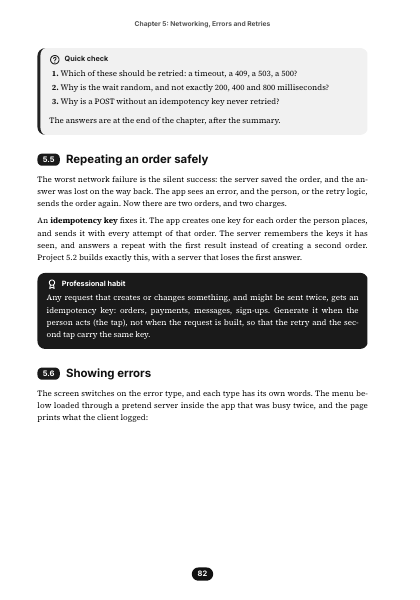 Chapter 5: Networking, Errors and Retries
Quick check
1. Which of these should be retried: a timeout, a 409, a 503, a 500?
2. Why is the wait random, and not exactly 200, 400 and 800 milliseconds?
3. Why is a POST without an idempotency key never retried?
The answers are at the end of the chapter, after the summary.
5.5 Repeating an order safely
The worst network failure is the silent success: the server saved the order, and the an-
swer was lost on the way back. The app sees an error, and the person, or the retry logic,
sends the order again. Now there are two orders, and two charges.
An idempotency key fixes it. The app creates one key for each order the person places,
and sends it with every attempt of that order. The server remembers the keys it has
seen, and answers a repeat with the first result instead of creating a second order.
Project 5.2 builds exactly this, with a server that loses the first answer.
Professional habit
Any request that creates or changes something, and might be sent twice, gets an
idempotency key: orders, payments, messages, sign-ups. Generate it when the
person acts (the tap), not when the request is built, so that the retry and the sec-
ond tap carry the same key.
5.6 Showing errors
The screen switches on the error type, and each type has its own words. The menu be-
low loaded through a pretend server inside the app that was busy twice, and the page
prints what the client logged:
82